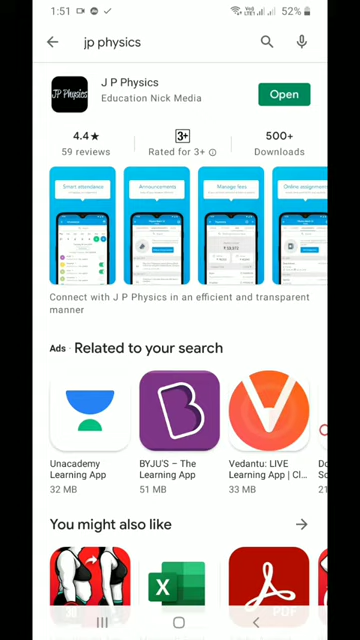 1:51
52%
jp physics
JP Physics
J P Physics
Education Nick Media
Open
4.4★
59 reviews
3+
Rated for 3+
500+
Downloads
Smart attendance
Announcements
Manage fees
Online assignments
Connect with J P Physics in an efficient and transparent
manner
Ads · Related to your search
Unacademy
Learning App
32 MB
BYJU'S – The
Learning App
51 MB
Vedantu: LIVE
Learning App | Cl...
33 MB
You might also like
30
X
PDF